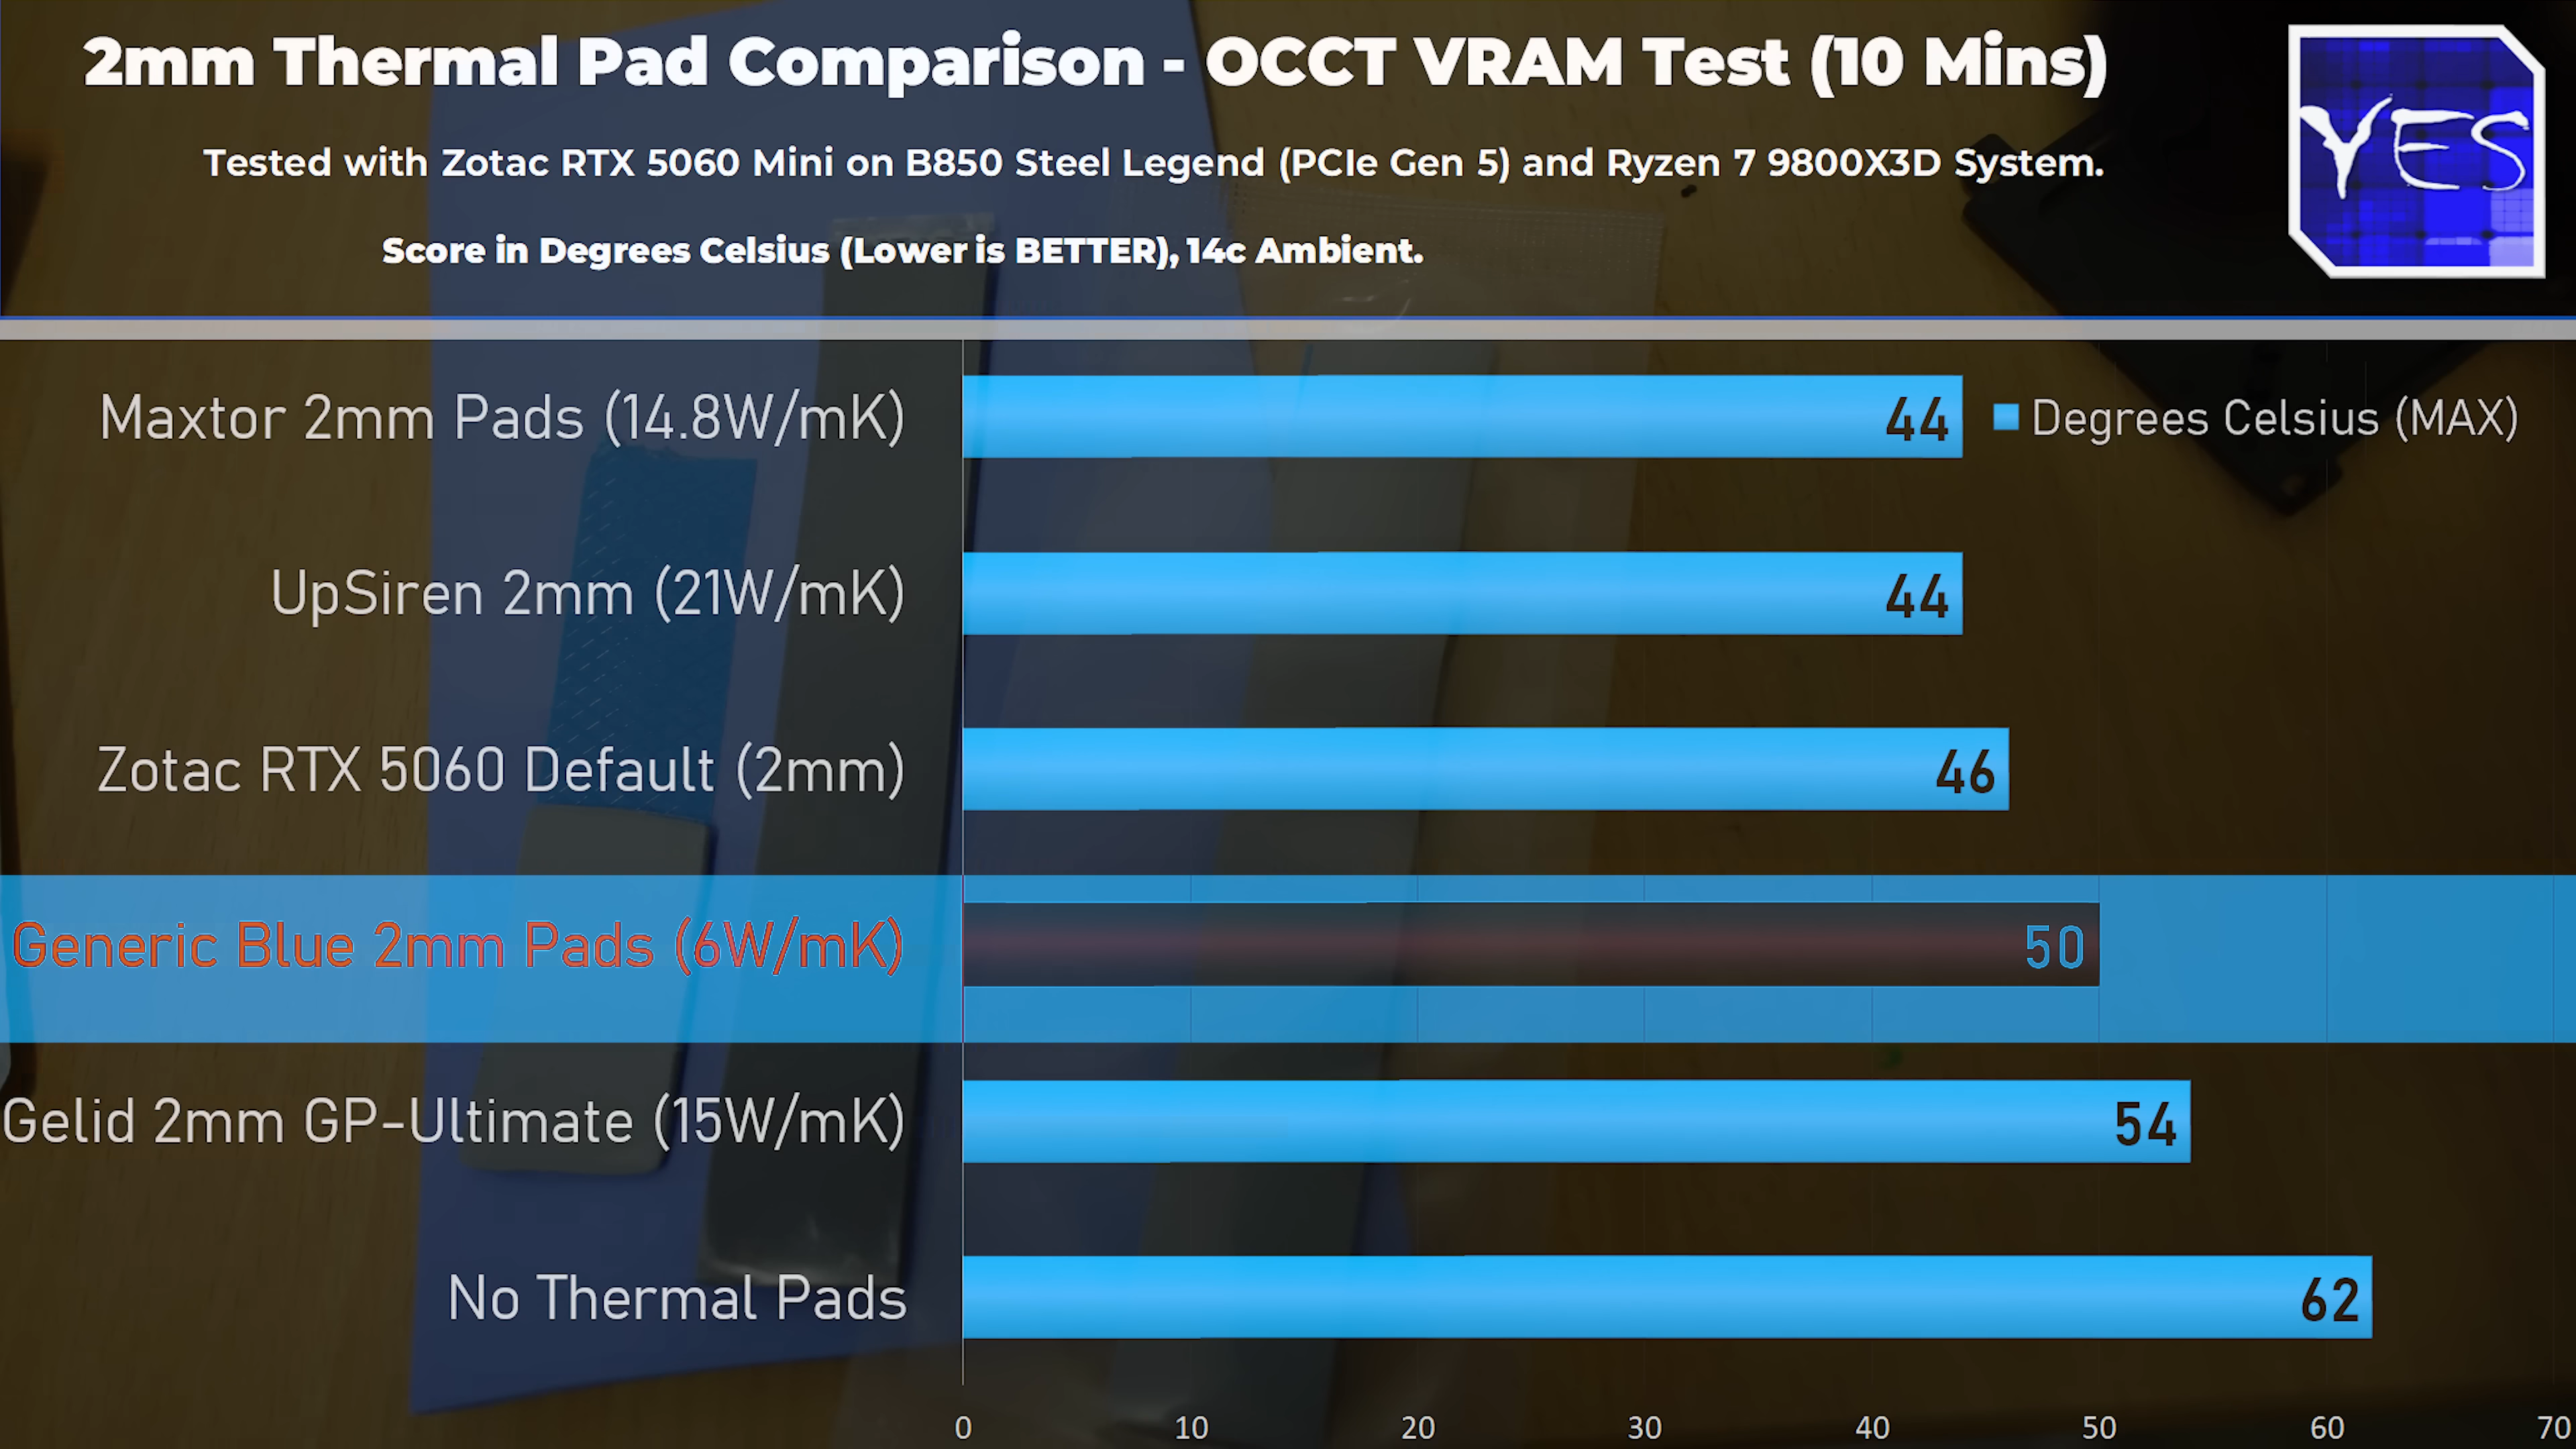 2mm Thermal Pad Comparison - OCCT VRAM Test (10 Mins)
YES
Tested with Zotac RTX 5060 Mini on B850 Steel Legend (PCIe Gen 5) and Ryzen 7 9800X3D System.
Score in Degrees Celsius (Lower is BETTER), 14c Ambient.
Maxtor 2mm Pads (14.8W/mK) 44 Degrees Celsius (MAX)
UpSiren 2mm (21W/mK) 44
Zotac RTX 5060 Default (2mm) 46
Generic Blue 2mm Pads (6W/mK) 50
Gelid 2mm GP-Ultimate (15W/mK) 54
No Thermal Pads 62
0 10 20 30 40 50 60 70